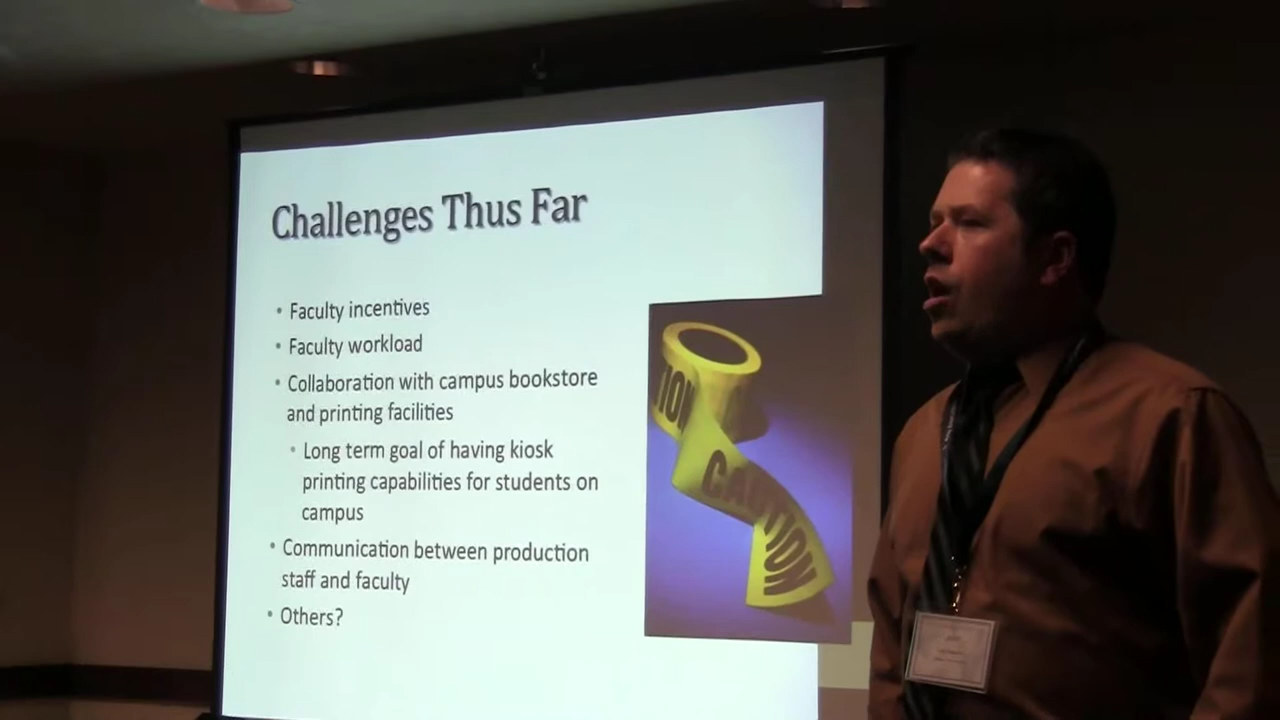 Challenges Thus Far
• Faculty incentives
• Faculty workload
• Collaboration with campus bookstore
and printing facilities
• Long term goal of having kiosk
printing capabilities for students on
campus
• Communication between production
staff and faculty
• Others?
TION
CAUTION